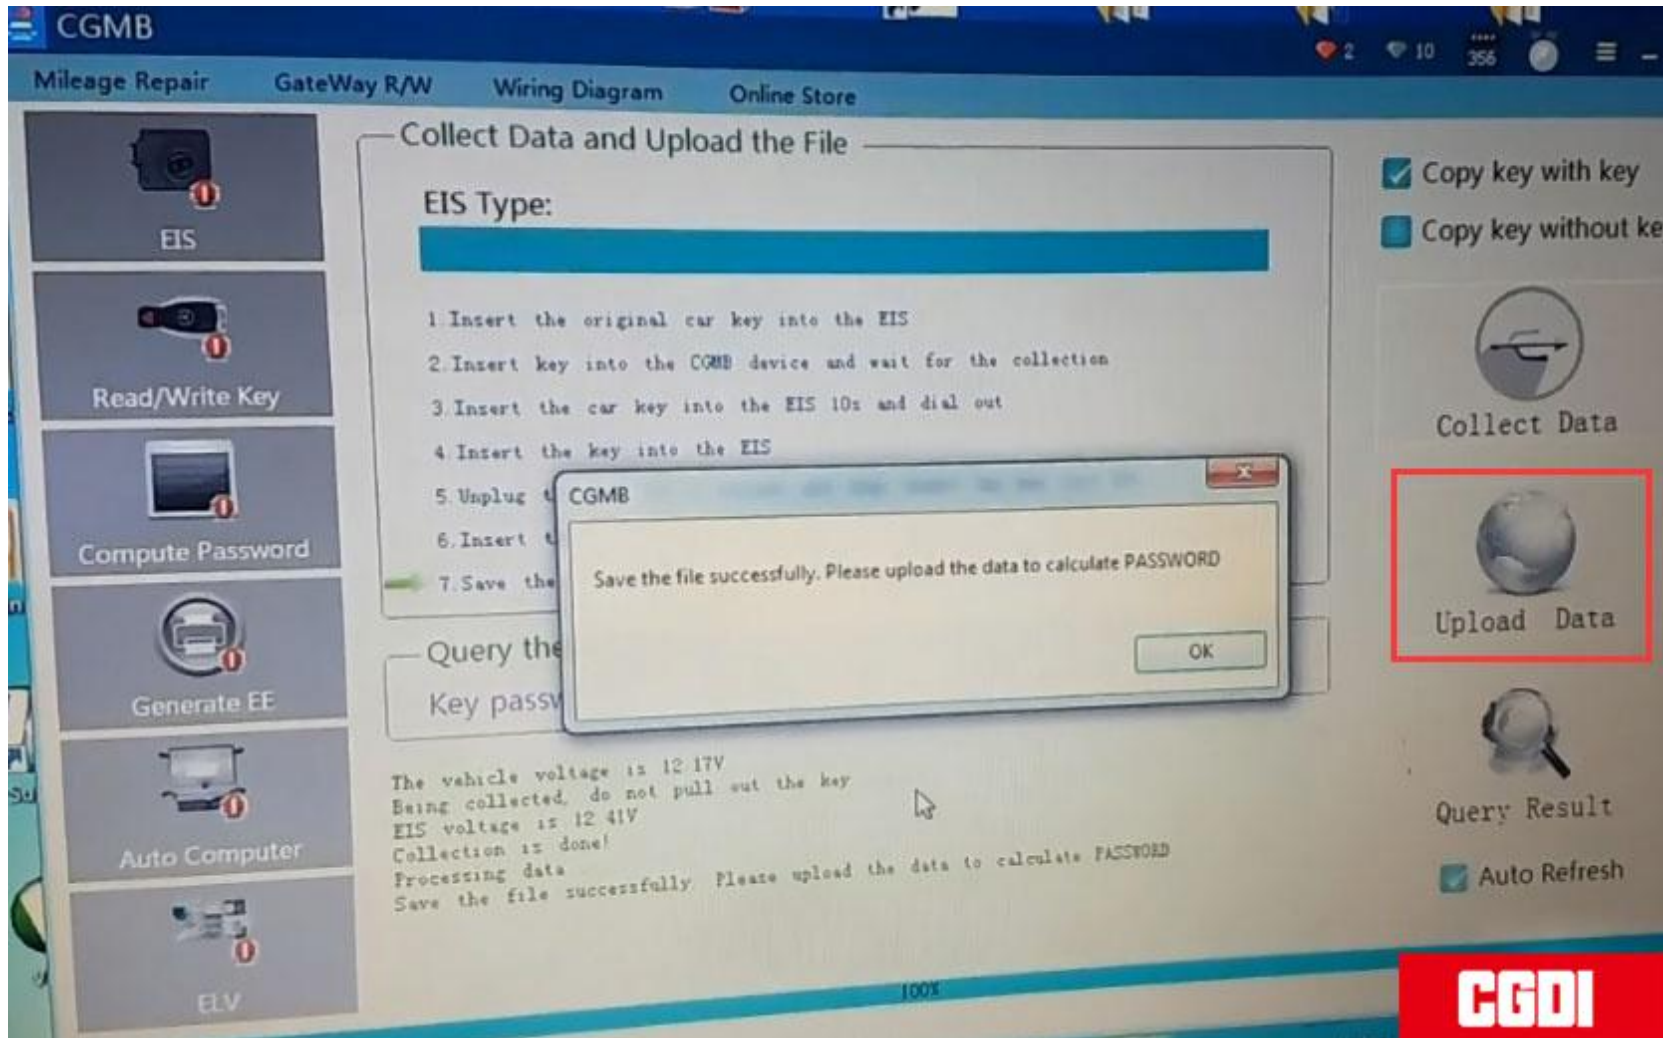 CGMB
2
10
356
Mileage Repair
GateWay R/W
Wiring Diagram
Online Store
EIS
Read/Write Key
Compute Password
Generate EE
Auto Computer
ELV
Collect Data and Upload the File
EIS Type:
1.Insert the original car key into the EIS
2.Insert key into the CGMB device and wait for the collection
3.Insert the car key into the EIS 10s and dial out
4.Insert the key into the EIS
5.Unplug
6.Insert
7.Save the
CGMB
Save the file successfully. Please upload the data to calculate PASSWORD
OK
Query the
Key passw
The vehicle voltage is 12.17V
Being collected, do not pull out the key
EIS voltage is 12.41V
Collection is done!
Processing data
Save the file successfully. Please upload the data to calculate PASSWORD
100%
Copy key with key
Copy key without ke
Collect Data
Upload Data
Query Result
Auto Refresh
CGDI